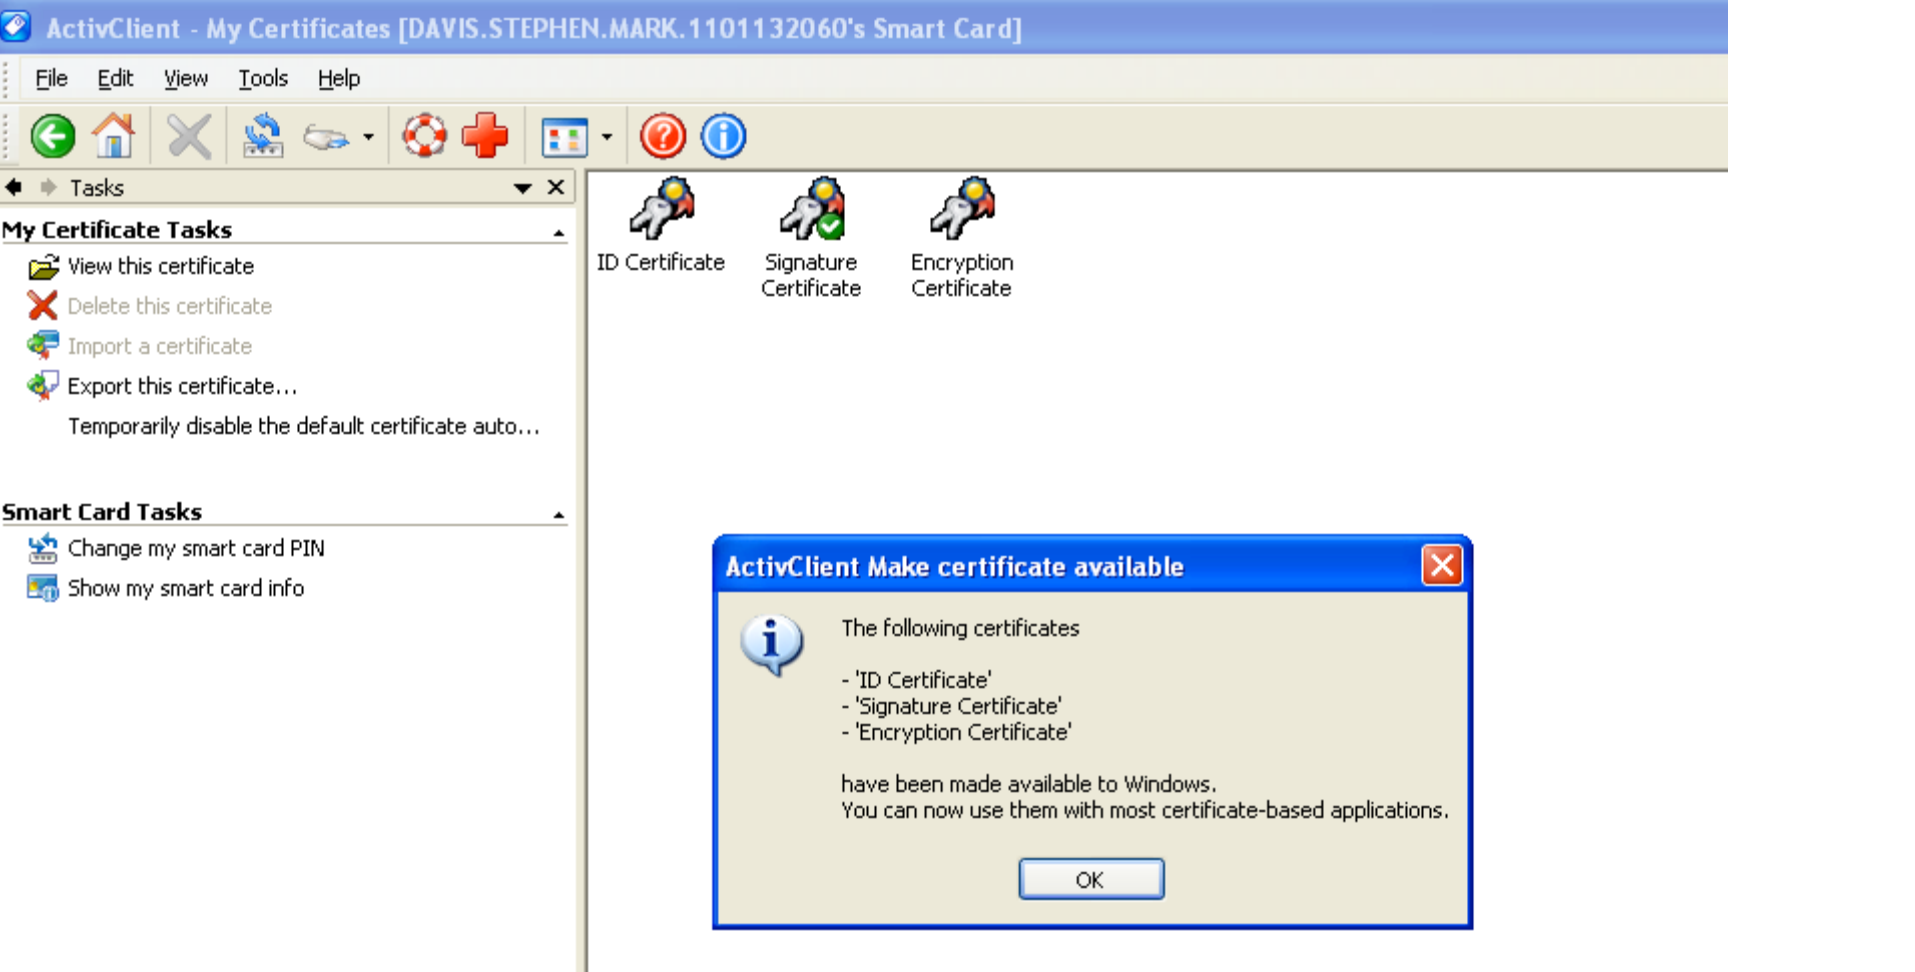 ActivClient - My Certificates [DAVIS.STEPHEN.MARK.1101132060's Smart Card]
File Edit View Tools Help
Tasks
My Certificate Tasks
View this certificate
Delete this certificate
Import a certificate
Export this certificate...
Temporarily disable the default certificate auto...
Smart Card Tasks
Change my smart card PIN
Show my smart card info
ID Certificate
Signature
Certificate
Encryption
Certificate
ActivClient Make certificate available
The following certificates
- 'ID Certificate'
- 'Signature Certificate'
- 'Encryption Certificate'
have been made available to Windows.
You can now use them with most certificate-based applications.
OK